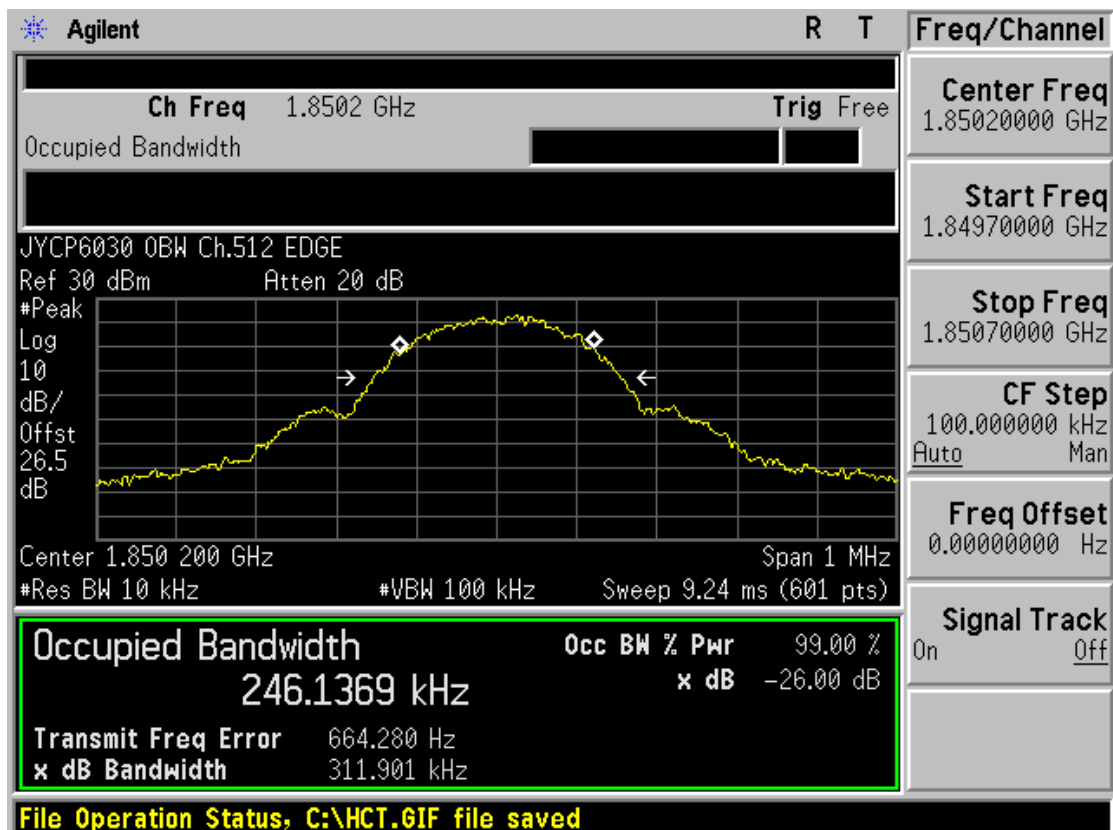 Agilent R T Freq/Channel
Ch Freq 1.8502 GHz Trig Free
Occupied Bandwidth
Center Freq
1.85020000 GHz
Start Freq
1.84970000 GHz
Stop Freq
1.85070000 GHz
CF Step
100.000000 kHz
Auto Man
Freq Offset
0.00000000 Hz
Signal Track
On Off
JYCP6030 OBW Ch.512 EDGE
Ref 30 dBm Atten 20 dB
#Peak
Log
10
dB/
Offst
26.5
dB
Center 1.850 200 GHz Span 1 MHz
#Res BW 10 kHz #VBW 100 kHz Sweep 9.24 ms (601 pts)
Occupied Bandwidth Occ BW % Pwr 99.00 %
246.1369 kHz x dB -26.00 dB
Transmit Freq Error 664.280 Hz
x dB Bandwidth 311.901 kHz
File Operation Status, C:\HCT.GIF file saved